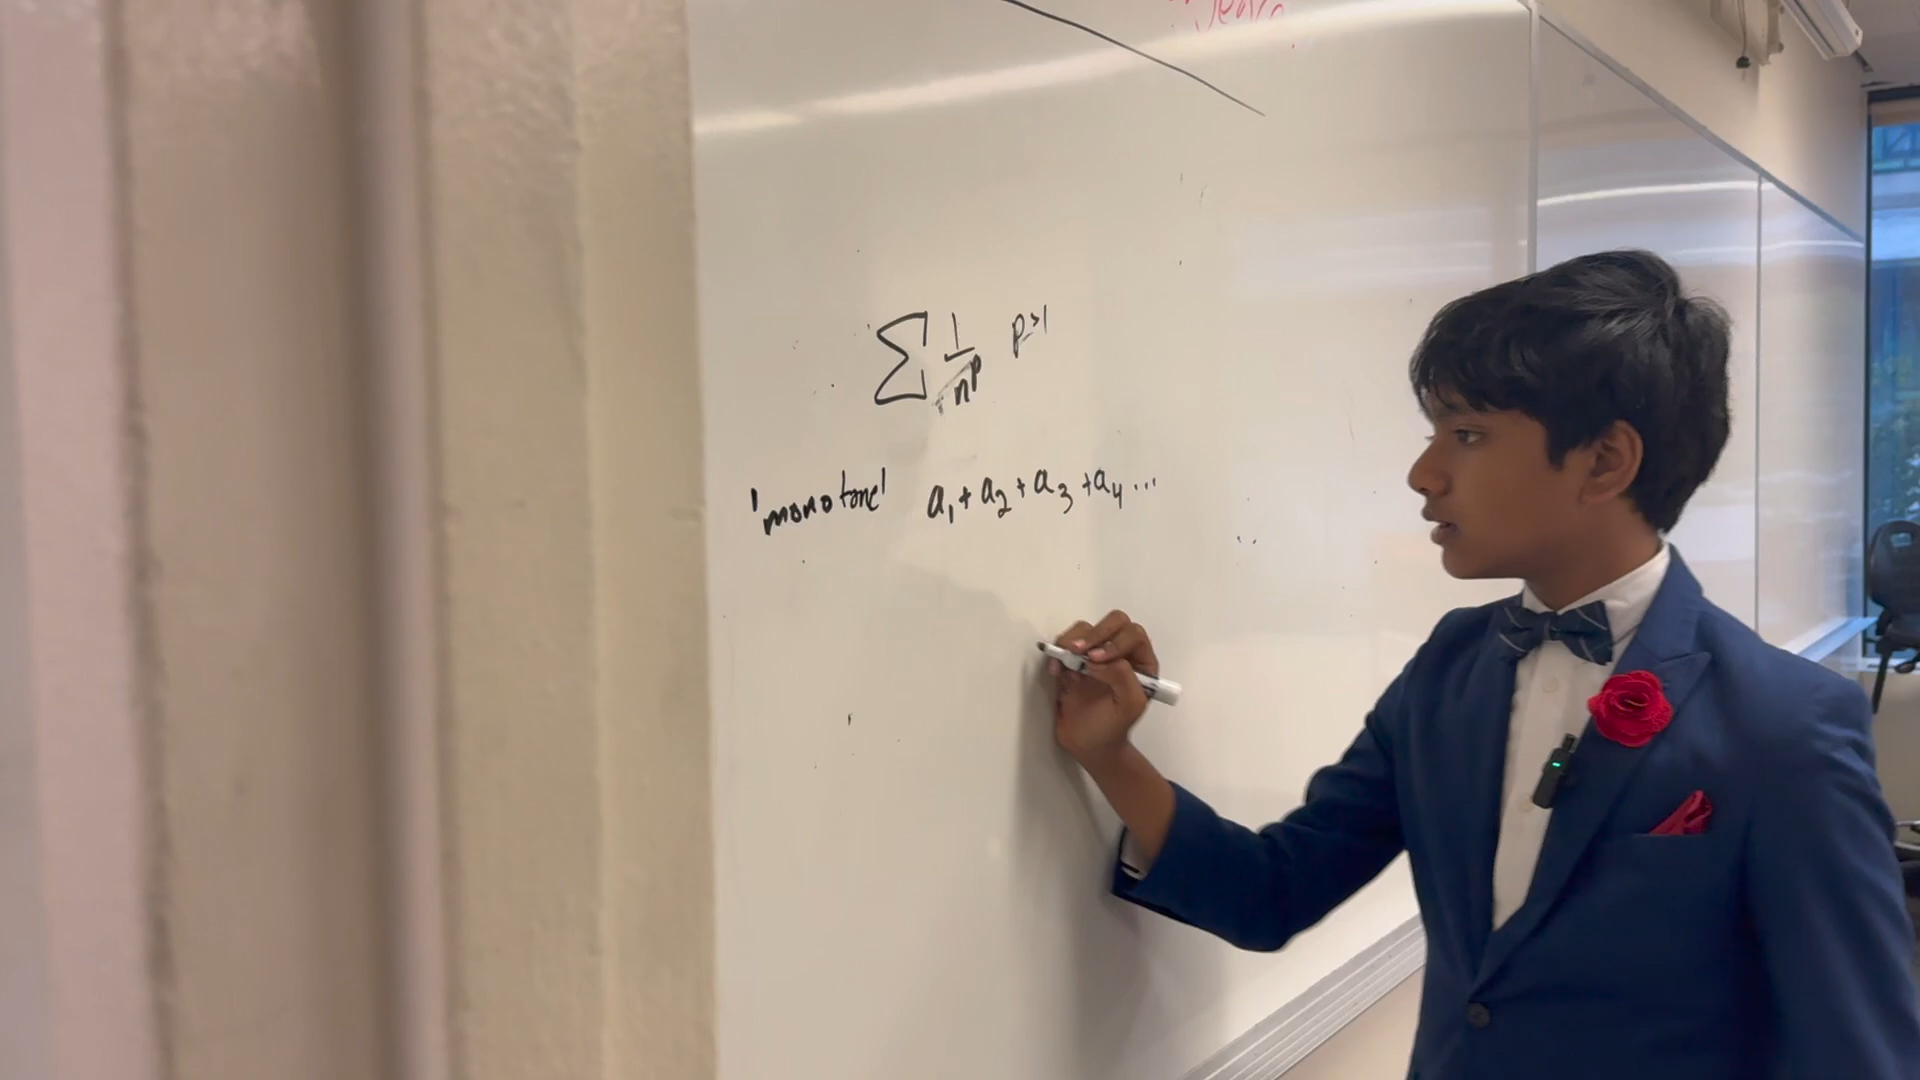 ∑ 1/n^p p>1
'monotone' a₁+a₂+a₃+a₄...